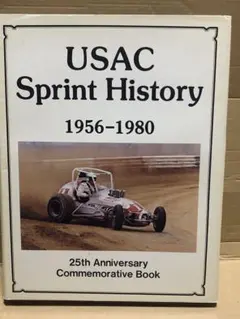 USAC
Sprint History
1956-1980
25th Anniversary
Commemorative Book